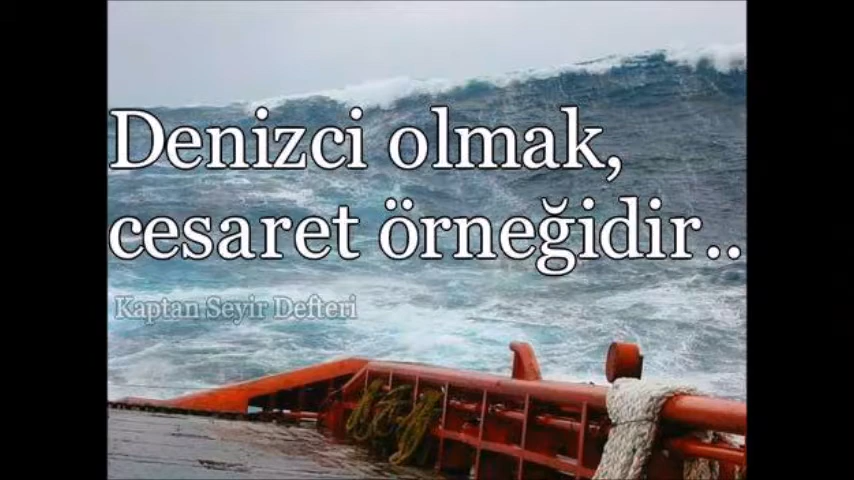 Denizci olmak,
cesaret örneğidir..
Kaptan Seyir Defteri